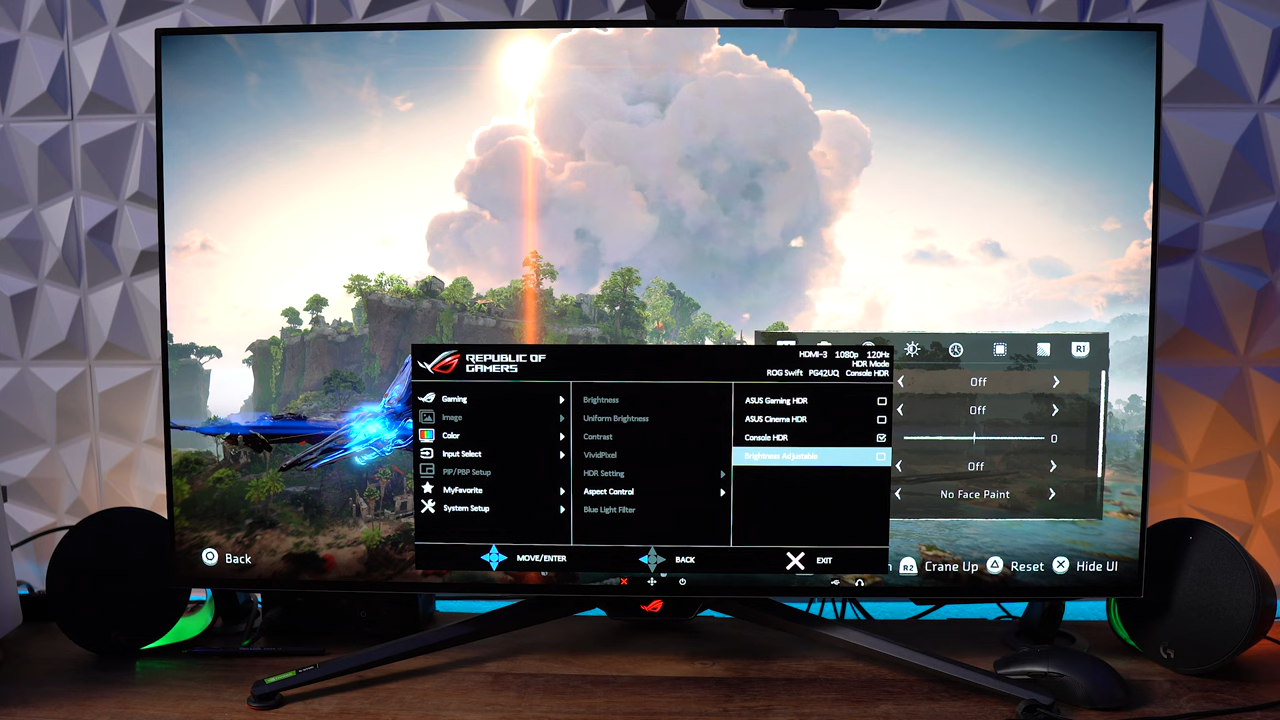 REPUBLIC OF
GAMERS
HDMI-3 1080p 120Hz
HDR Mode
ROG Swift PG42UQ Console HDR
Gaming
Image
Color
Input Select
PIP/PBP Setup
MyFavorite
System Setup
Brightness
Uniform Brightness
Contrast
VividPixel
HDR Setting
Aspect Control
Blue Light Filter
ASUS Gaming HDR
ASUS Cinema HDR
Console HDR
Brightness Adjustable
MOVE/ENTER
BACK
EXIT
R1
Off
Off
0
Off
No Face Paint
Back
R2 Crane Up
Reset
Hide UI